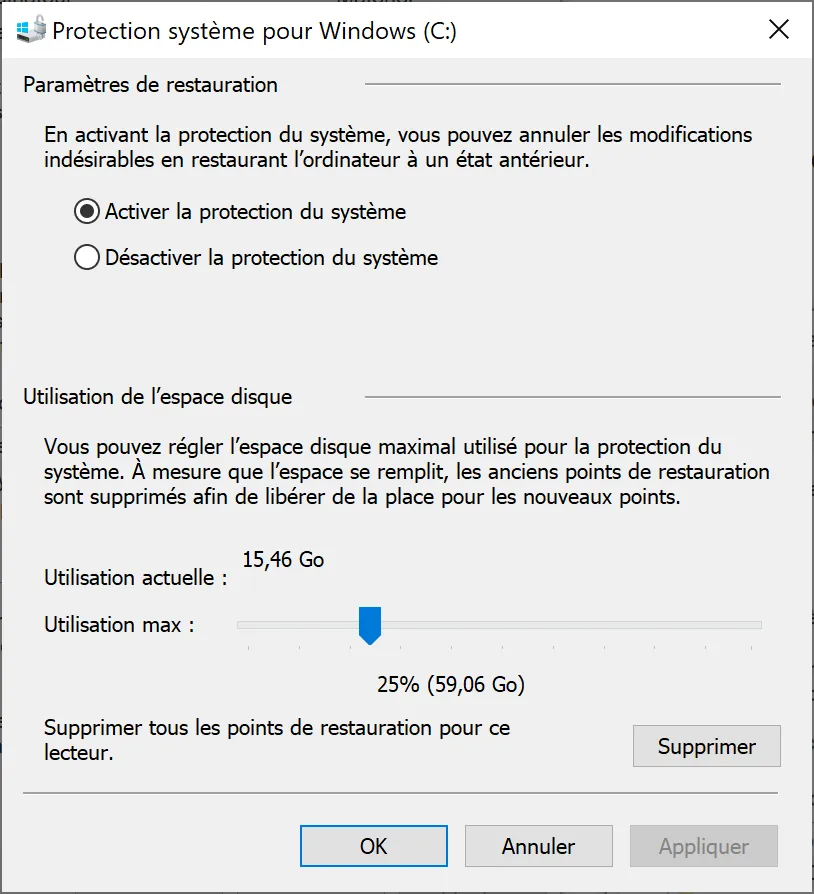 Protection système pour Windows (C:)
Paramètres de restauration
En activant la protection du système, vous pouvez annuler les modifications
indésirables en restaurant l’ordinateur à un état antérieur.
Activer la protection du système
Désactiver la protection du système
Utilisation de l’espace disque
Vous pouvez régler l’espace disque maximal utilisé pour la protection du
système. À mesure que l’espace se remplit, les anciens points de restauration
sont supprimés afin de libérer de la place pour les nouveaux points.
15,46 Go
Utilisation actuelle :
Utilisation max :
25% (59,06 Go)
Supprimer tous les points de restauration pour ce
lecteur.
Supprimer
OK
Annuler
Appliquer